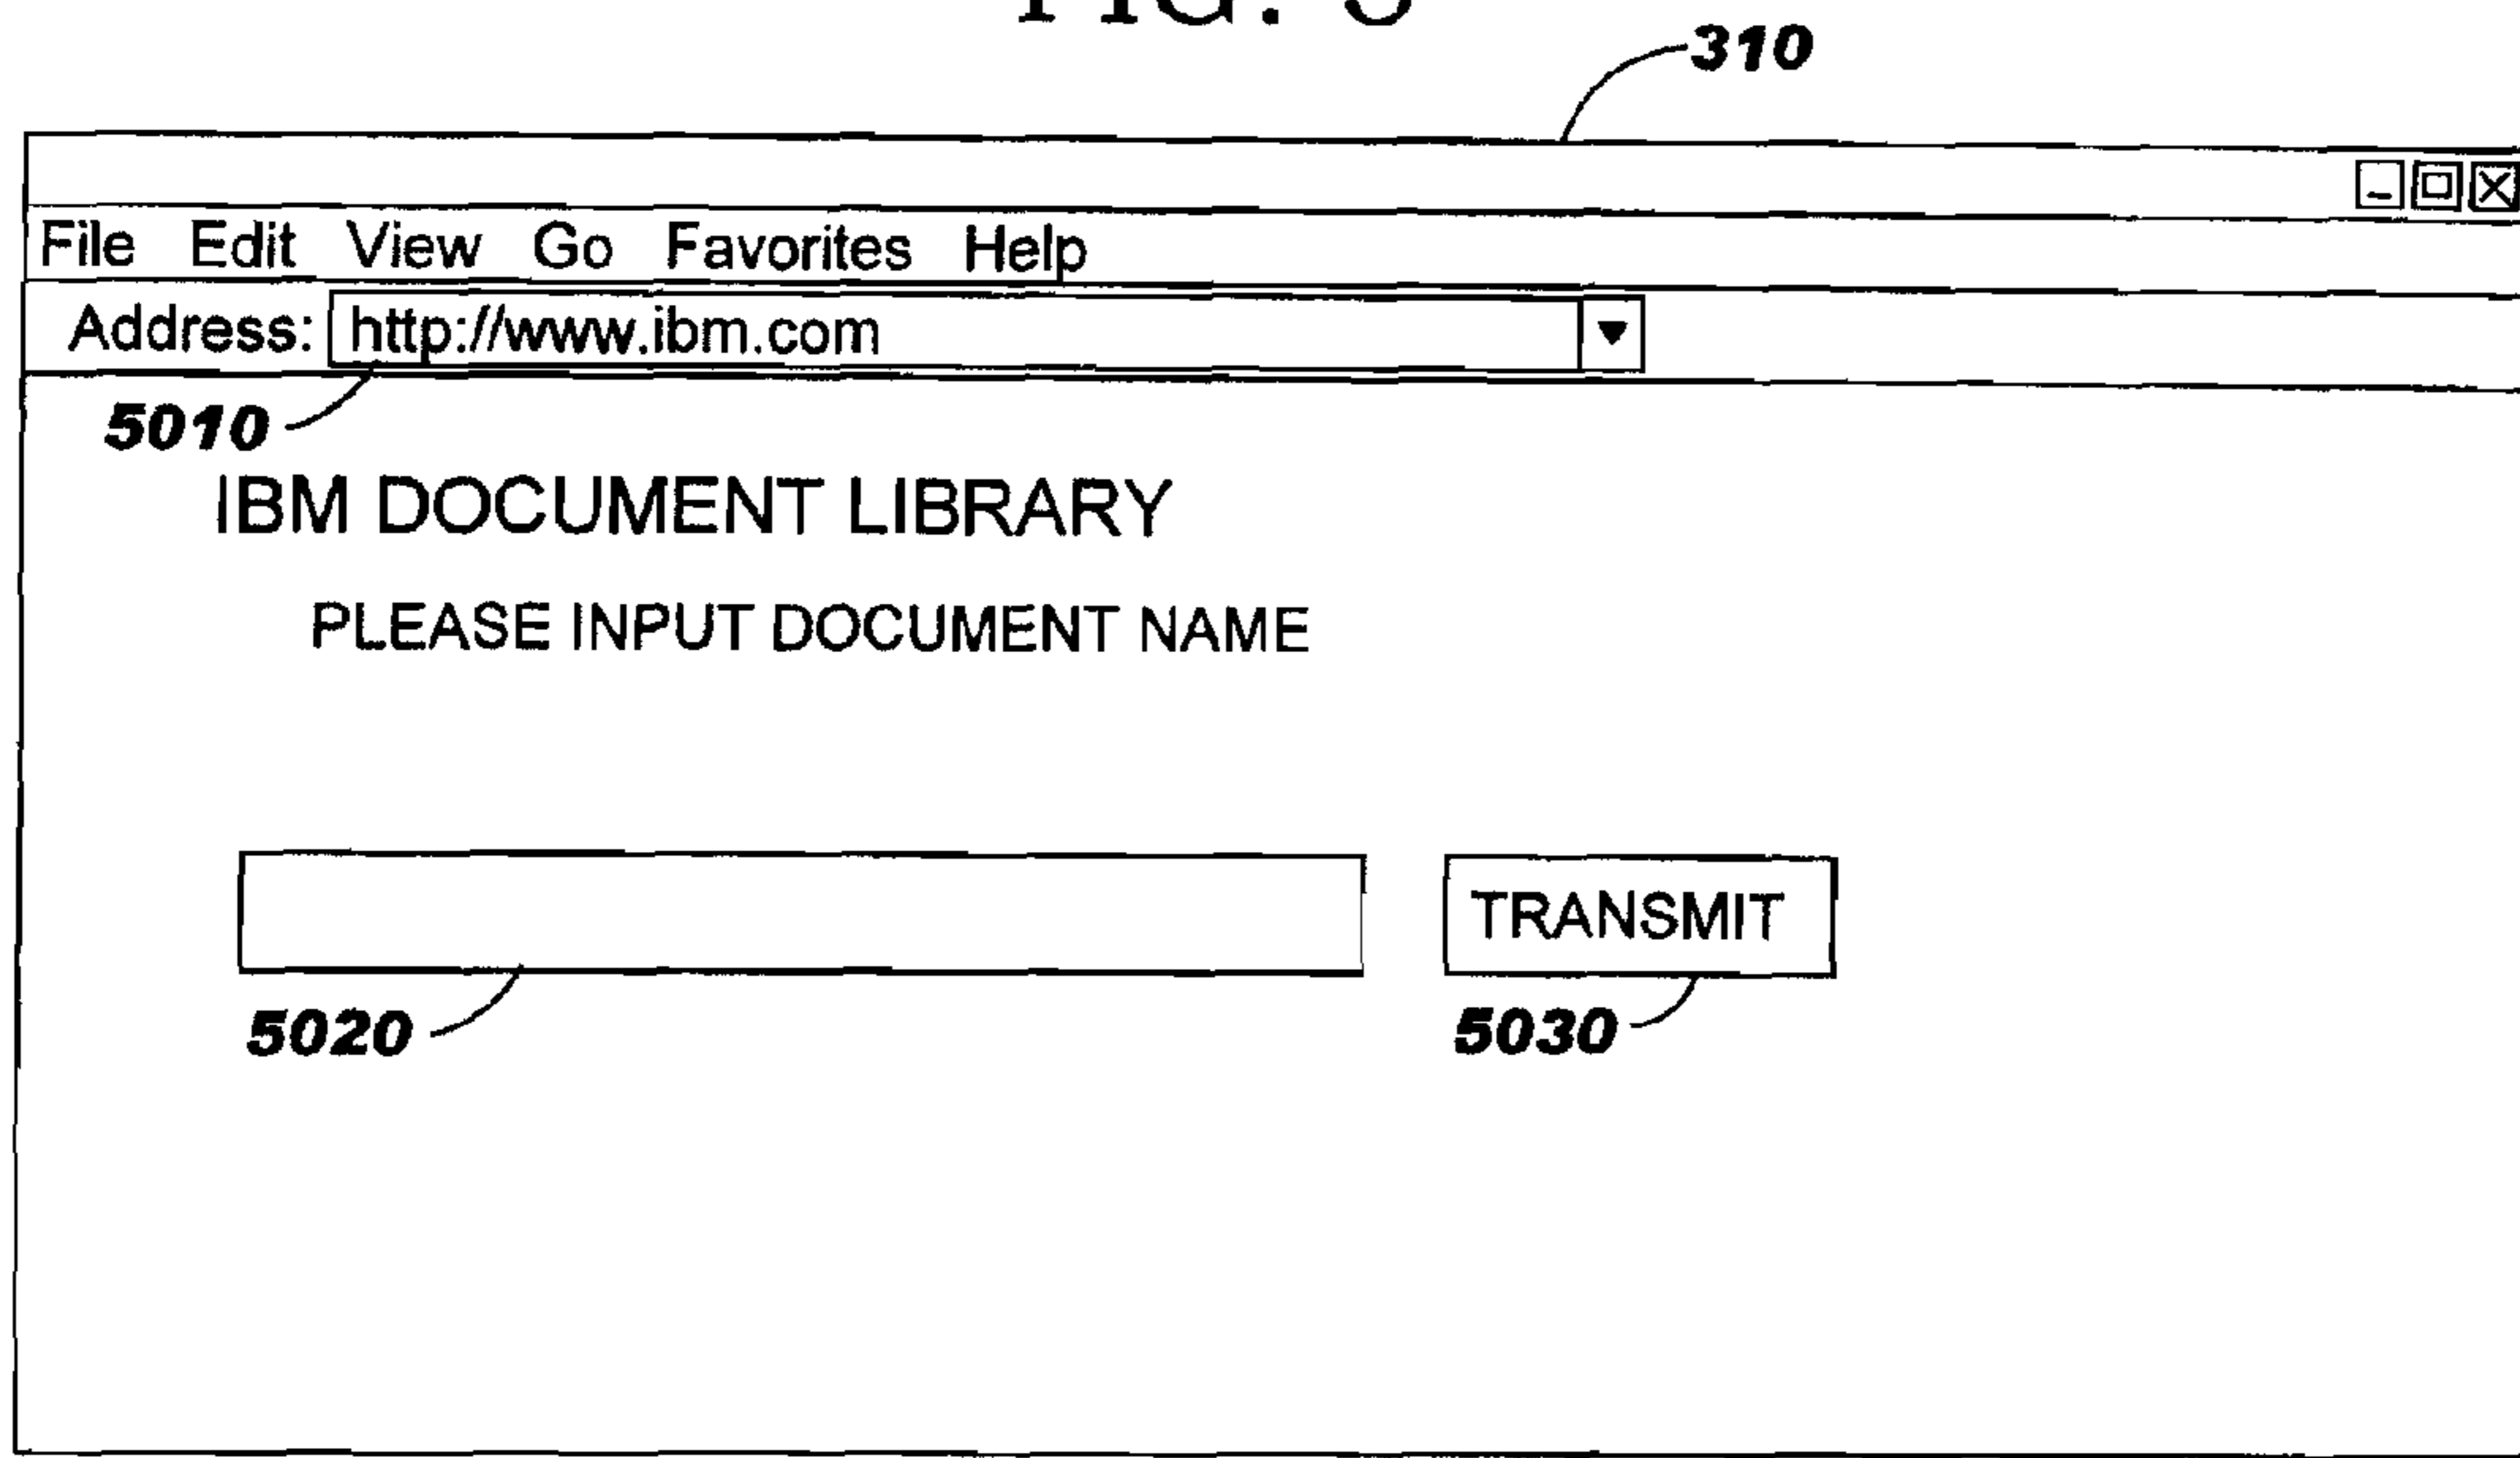 FIG.
310
File Edit View Go Favorites Help
Address: http://www.ibm.com
5010
IBM DOCUMENT LIBRARY
PLEASE INPUT DOCUMENT NAME
TRANSMIT
5020 5030